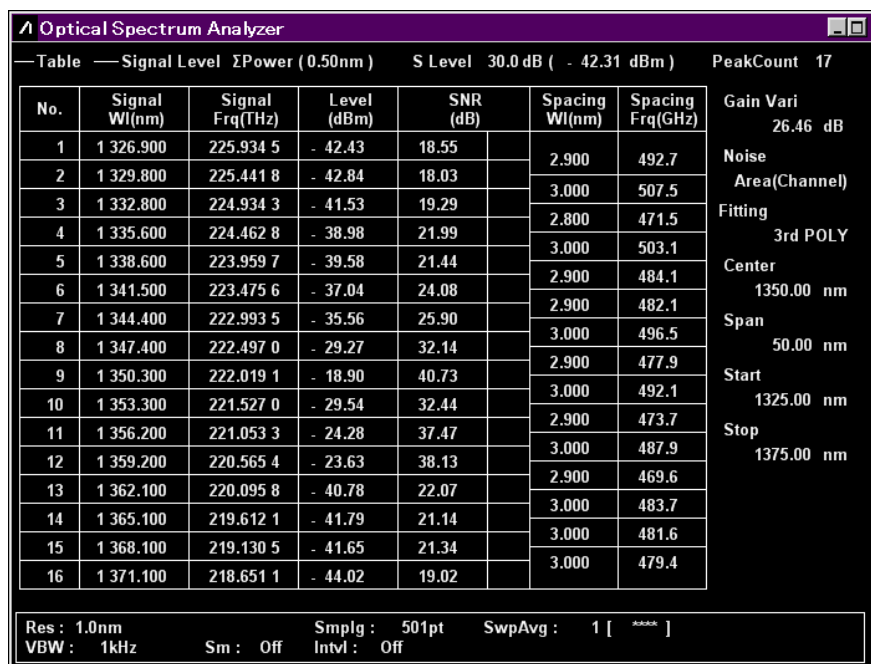 Λ Optical Spectrum Analyzer
Table Signal Level ΣPower ( 0.50nm ) S Level 30.0 dB ( - 42.31 dBm ) PeakCount 17
No. Signal Wl(nm) Signal Frq(THz) Level (dBm) SNR (dB) Spacing Wl(nm) Spacing Frq(GHz)
1 1 326.900 225.934 5 - 42.43 18.55
2.900 492.7
2 1 329.800 225.441 8 - 42.84 18.03
3.000 507.5
3 1 332.800 224.934 3 - 41.53 19.29
2.800 471.5
4 1 335.600 224.462 8 - 38.98 21.99
3.000 503.1
5 1 338.600 223.959 7 - 39.58 21.44
2.900 484.1
6 1 341.500 223.475 6 - 37.04 24.08
2.900 482.1
7 1 344.400 222.993 5 - 35.56 25.90
3.000 496.5
8 1 347.400 222.497 0 - 29.27 32.14
2.900 477.9
9 1 350.300 222.019 1 - 18.90 40.73
3.000 492.1
10 1 353.300 221.527 0 - 29.54 32.44
2.900 473.7
11 1 356.200 221.053 3 - 24.28 37.47
3.000 487.9
12 1 359.200 220.565 4 - 23.63 38.13
2.900 469.6
13 1 362.100 220.095 8 - 40.78 22.07
3.000 483.7
14 1 365.100 219.612 1 - 41.79 21.14
3.000 481.6
15 1 368.100 219.130 5 - 41.65 21.34
3.000 479.4
16 1 371.100 218.651 1 - 44.02 19.02
Gain Vari
26.46 dB
Noise
Area(Channel)
Fitting
3rd POLY
Center
1350.00 nm
Span
50.00 nm
Start
1325.00 nm
Stop
1375.00 nm
Res : 1.0nm Smplg : 501pt SwpAvg : 1 [ **** ]
VBW : 1kHz Sm : Off Intvl : Off